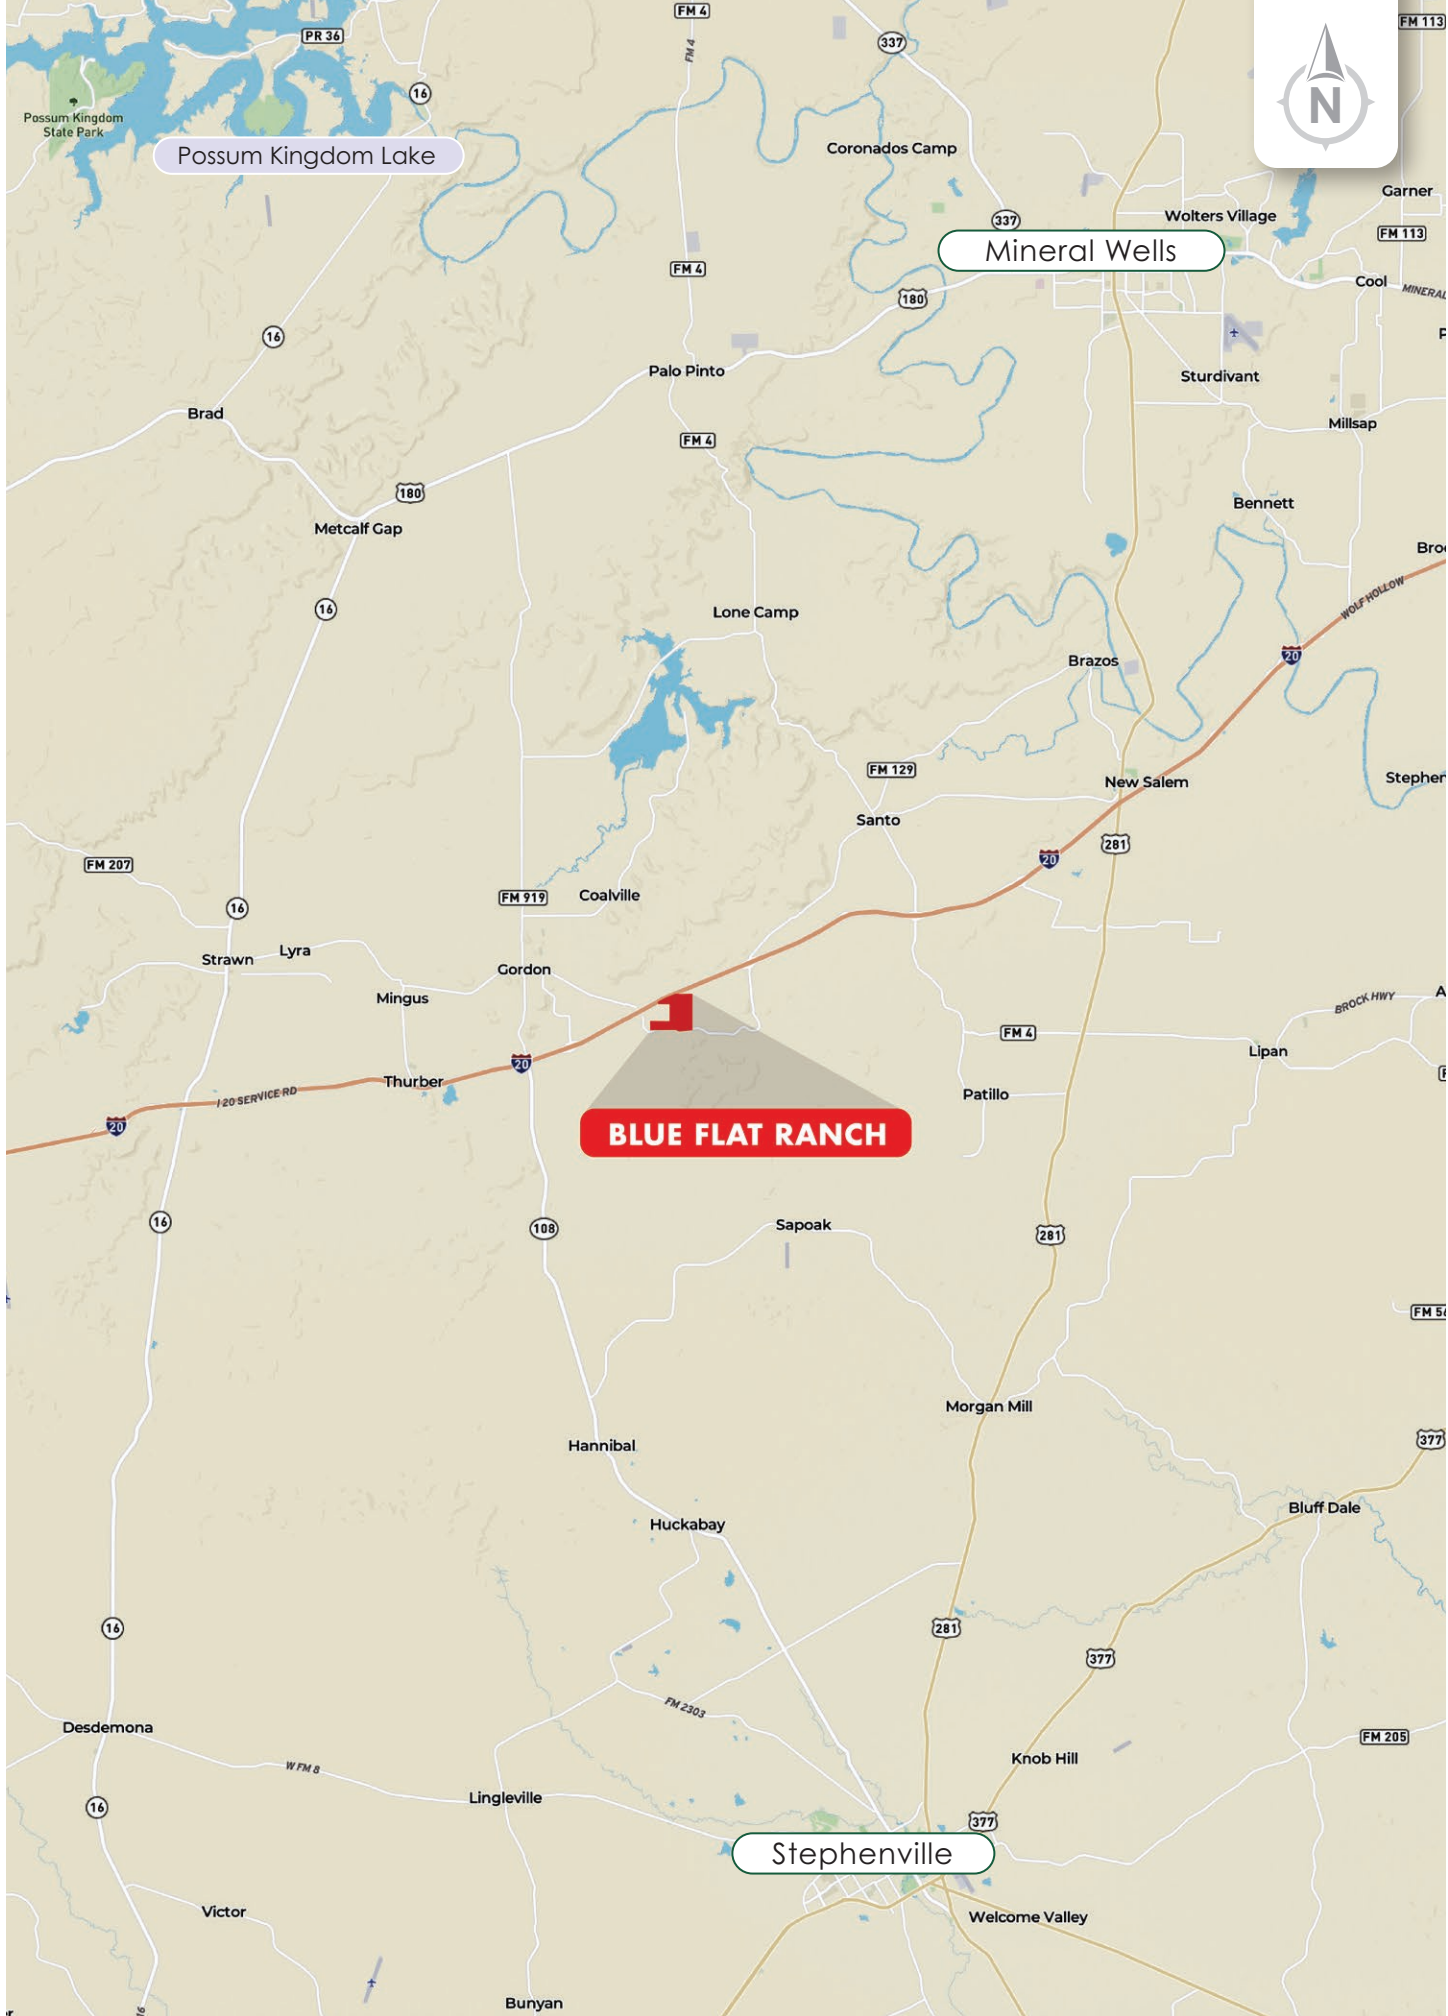 FM 4
FM 113
PR 36
337
FM 4
16
N
Possum Kingdom
State Park
Coronados Camp
Possum Kingdom Lake
Garner
Wolters Village
337
FM 113
Mineral Wells
FM 4
Cool
MINERAL
180
16
Palo Pinto
Sturdivant
Brad
Millsap
FM 4
180
Bennett
Metcalf Gap
WOLF HOLLOW
16
Lone Camp
20
Brazos
FM 129
New Salem
Santo
281
20
FM 207
FM 919
Coalville
16
Lyra
Strawn
Gordon
Mingus
BROCK HWY
FM 4
Lipan
20
Thurber
I 20 SERVICE RD
Patillo
20
BLUE FLAT RANCH
16
Sapoak
108
281
Morgan Mill
Hannibal
377
Bluff Dale
Huckabay
16
281
377
FM 2303
Desdemona
FM 205
Knob Hill
W FM 8
Lingleville
16
377
Stephenville
Victor
Welcome Valley
Bunyan